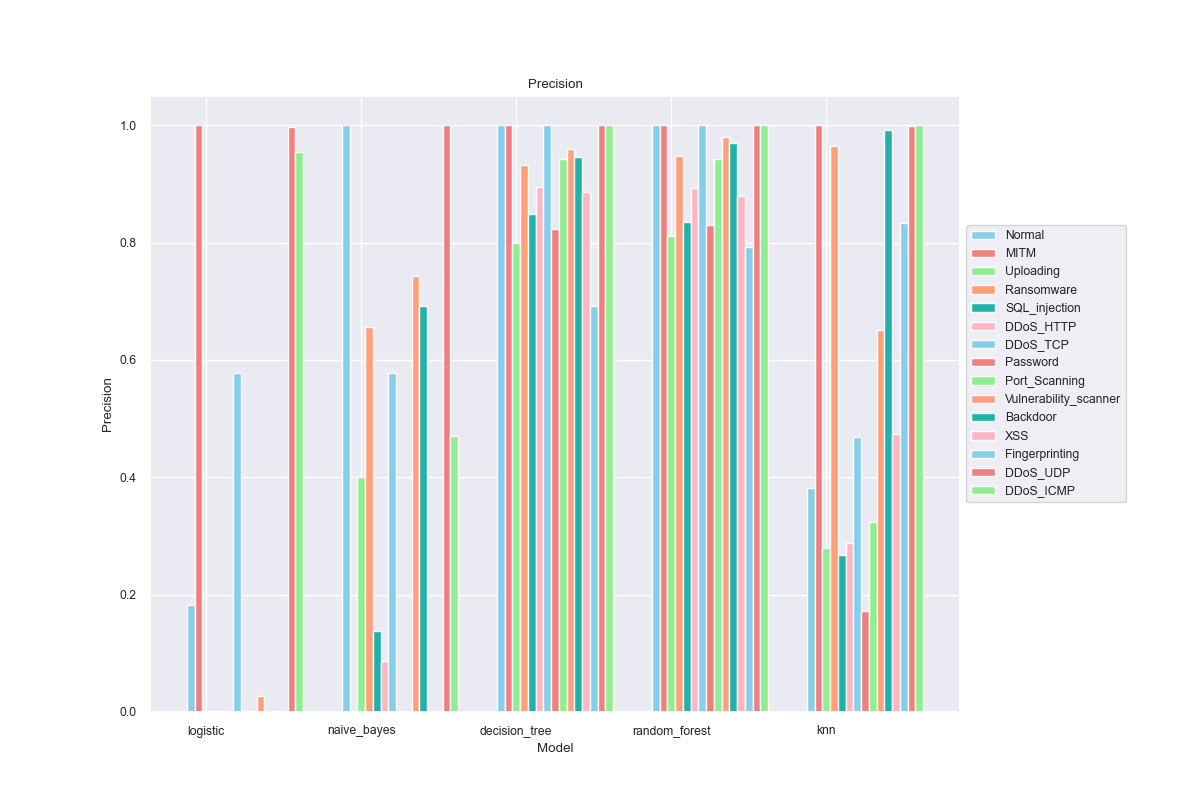 Precision
1.0
0.8
0.6
0.4
0.2
0.0
Precision
logistic
naive_bayes
decision_tree
random_forest
knn
Model
Normal
MITM
Uploading
Ransomware
SQL_injection
DDoS_HTTP
DDoS_TCP
Password
Port_Scanning
Vulnerability_scanner
Backdoor
XSS
Fingerprinting
DDoS_UDP
DDoS_ICMP